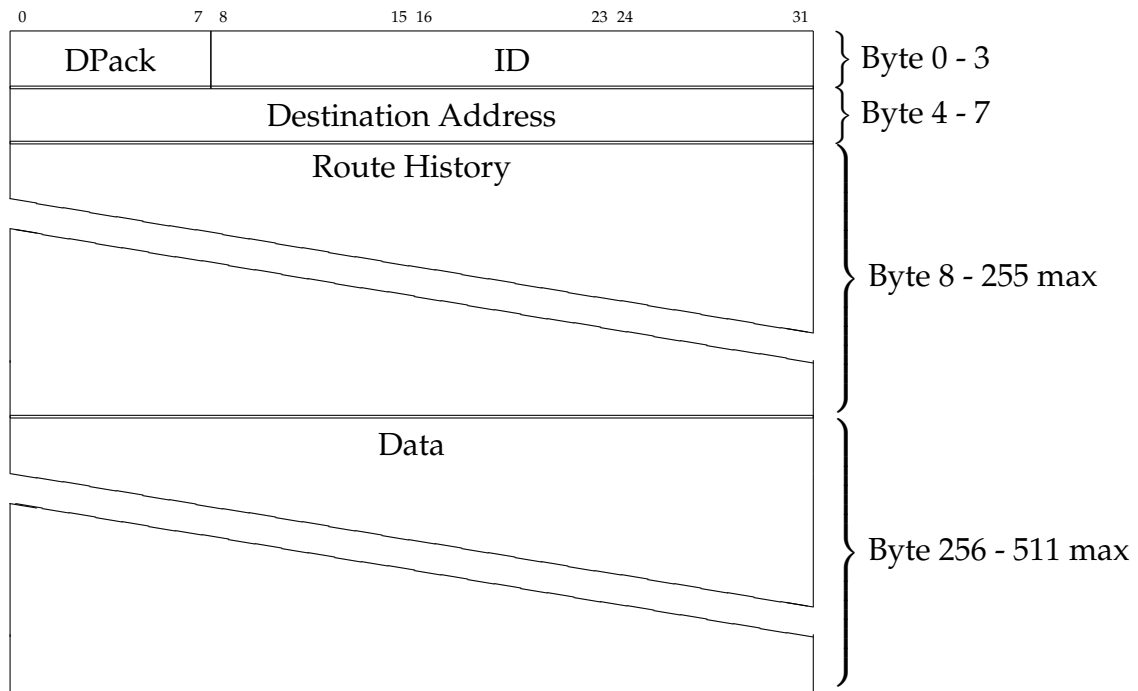 0 7 8 15 16 23 24 31
DPack ID Byte 0 - 3
Destination Address Byte 4 - 7
Route History
Byte 8 - 255 max
Data
Byte 256 - 511 max